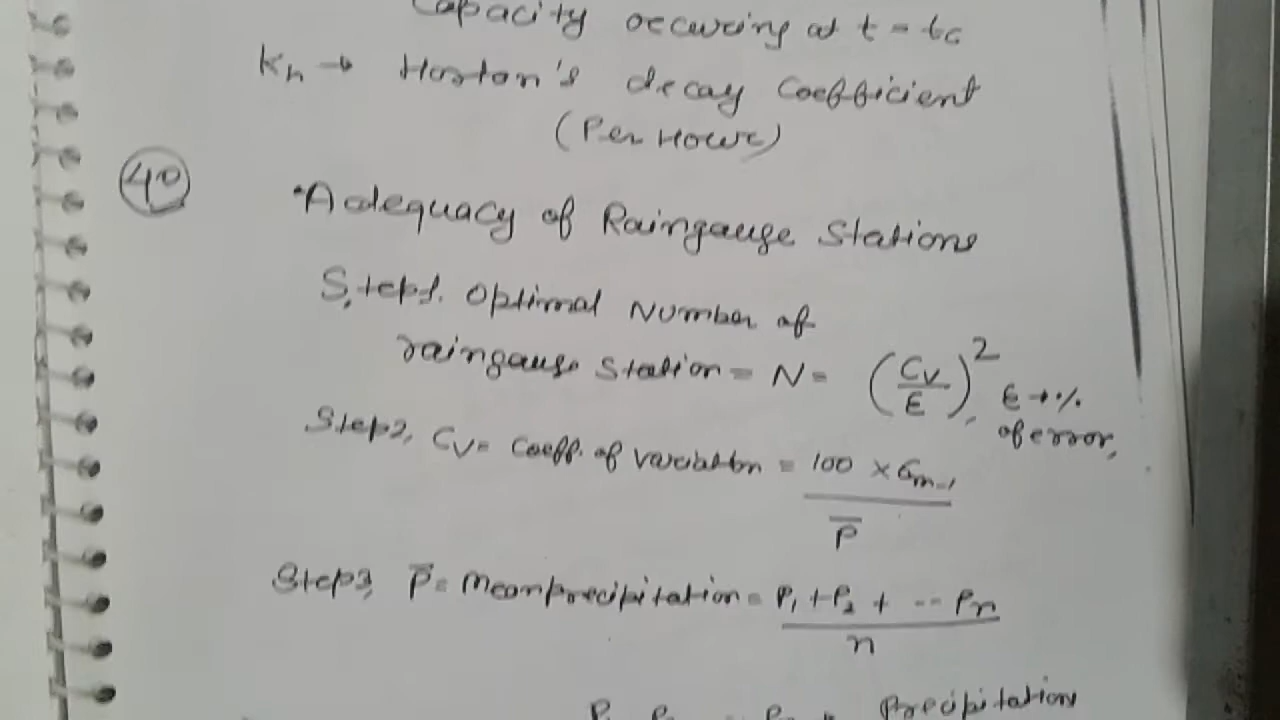 Capacity occuring at t = tc
Kh → Horton's decay coefficient
(Per Hour)
40
Adequacy of Raingauge Stations
Step1. Optimal Number of
raingauge station = N = (Cv/E)², E → %
of error,
Step2, Cv = Coeff. of variation = 100 × σm-1 / P̄
Step3, P̄ = Mean precipitation = P₁ + P₂ + -- Pn / n
Precipitation